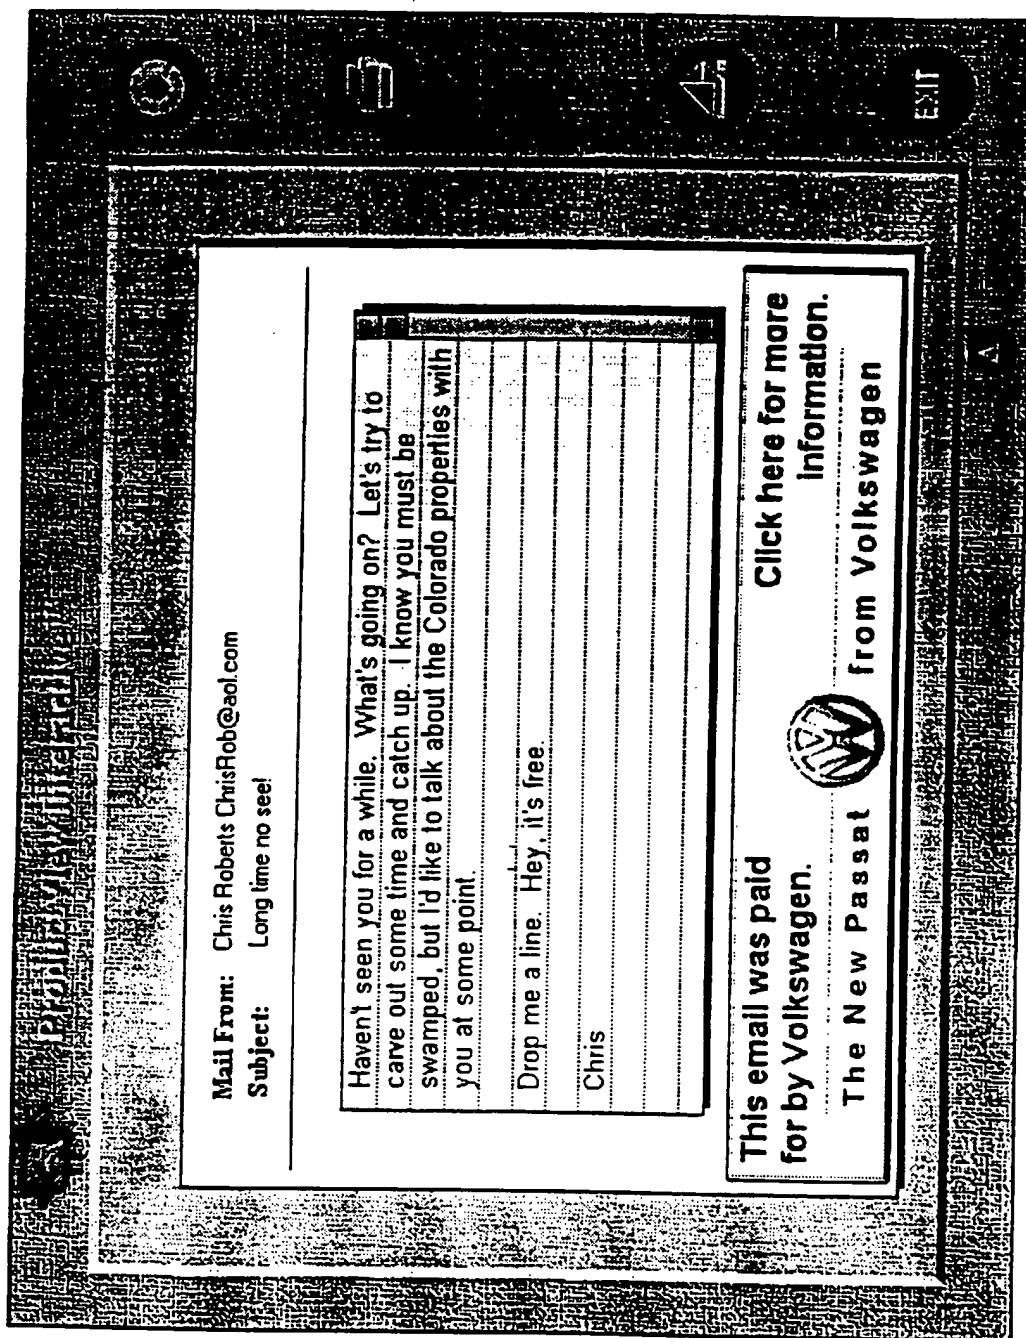 Mail From: Chris Roberts ChrisRob@aol.com
Subject: Long time no see!
Haven't seen you for a while. What's going on? Let's try to
carve out some time and catch up. I know you must be
swamped, but I'd like to talk about the Colorado properties with
you at some point.
Drop me a line. Hey, it's free.
Chris
This email was paid
for by Volkswagen.
Click here for more
information.
The New Passat from Volkswagen
EXIT